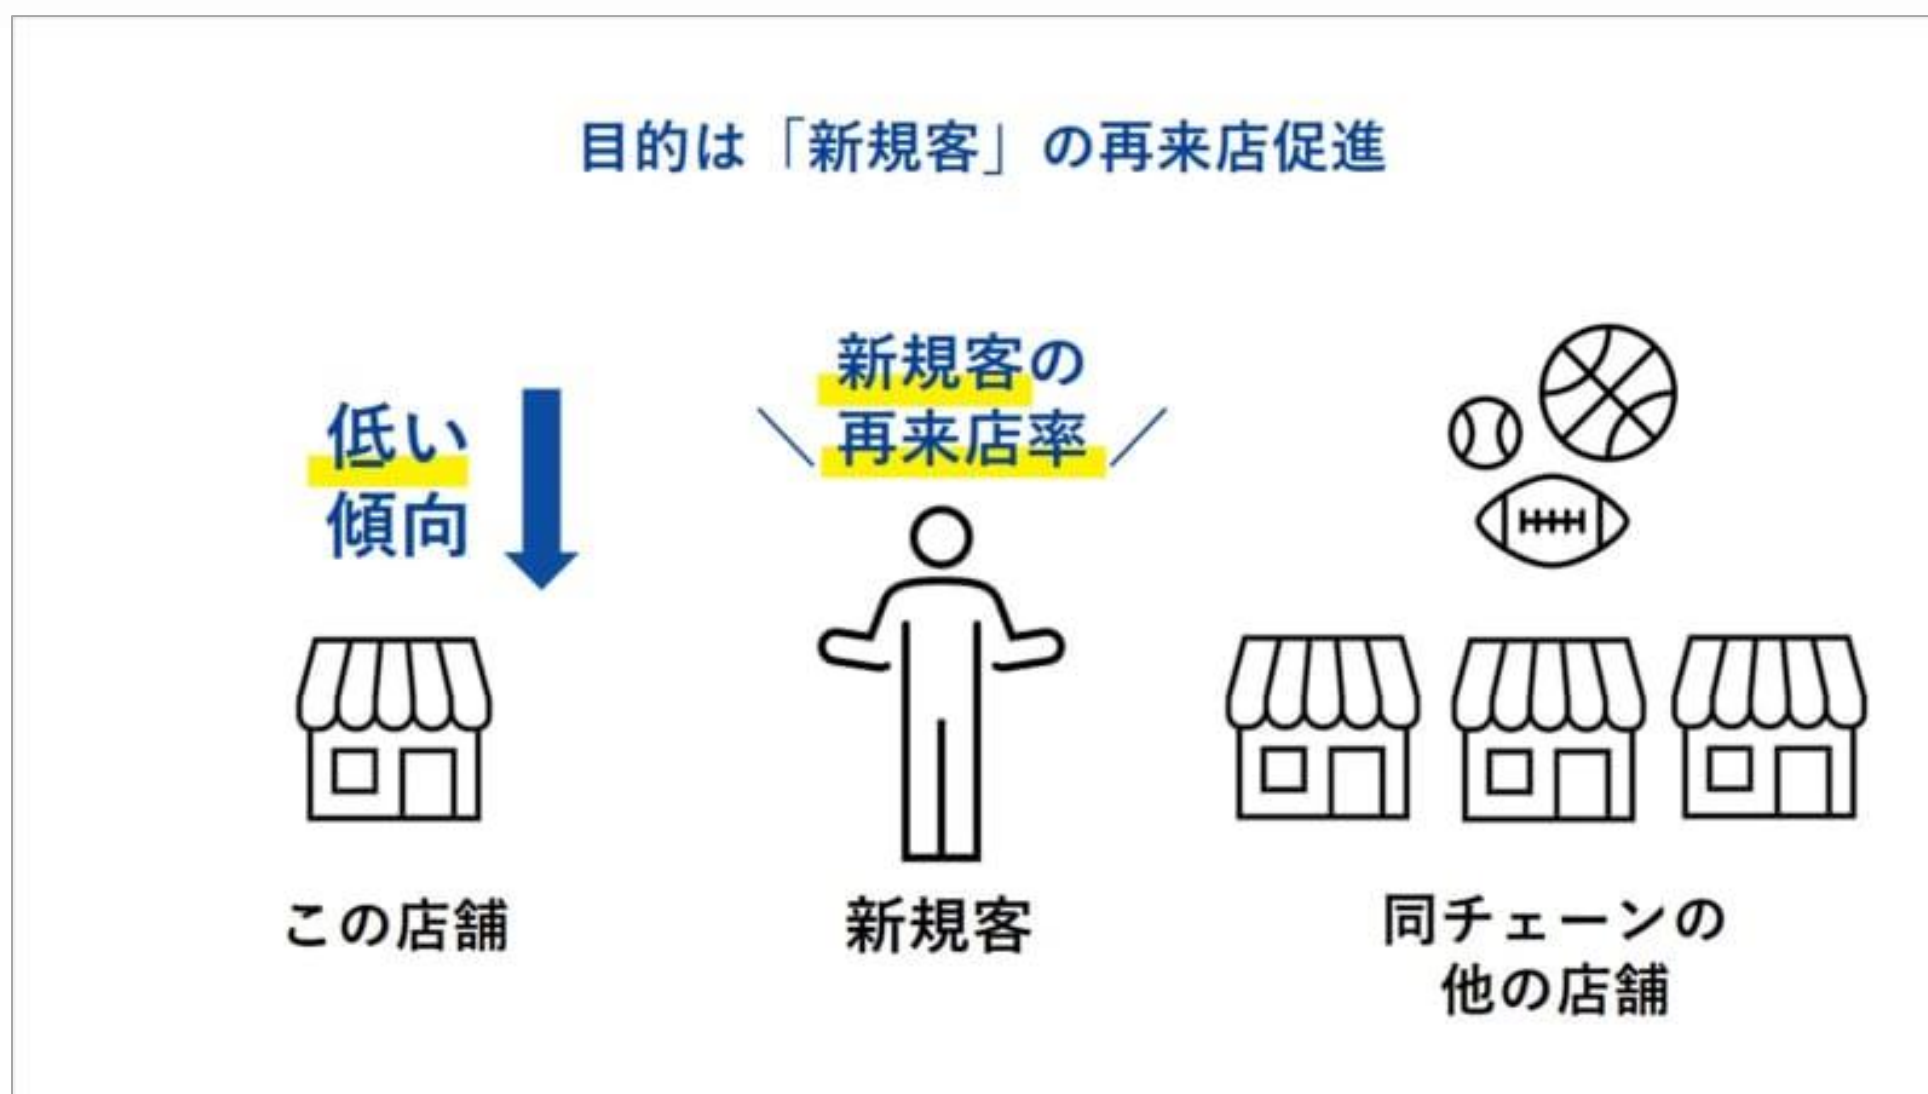 目的は「新規客」の再来店促進
低い
傾向
新規客の
再来店率
この店舗
新規客
同チェーンの
他の店舗